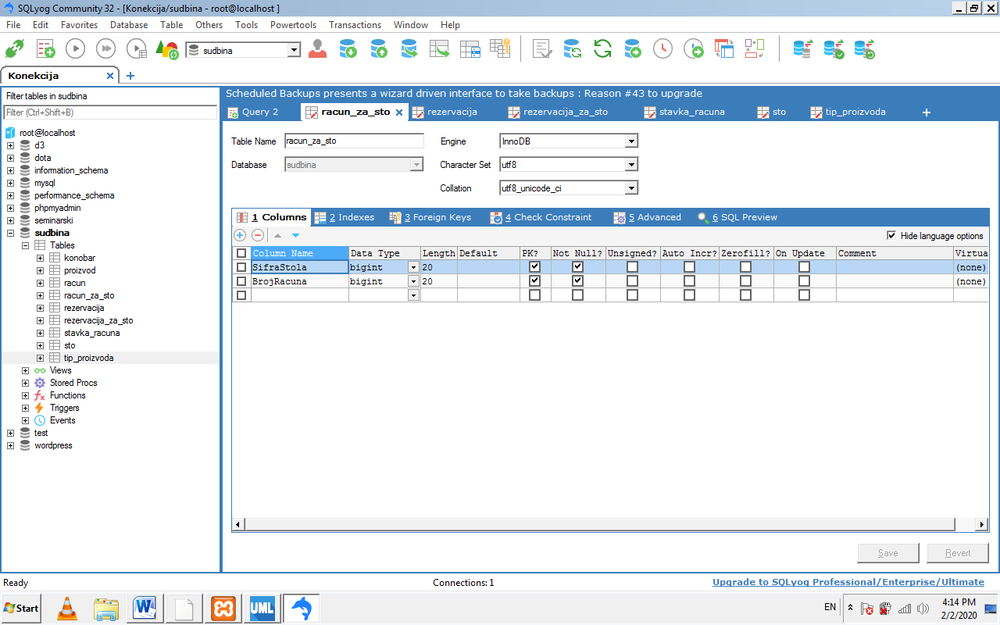 SQLyog Community 32 - [Konekcija/sudbina - root@localhost ]
File Edit Favorites Database Table Others Tools Powertools Transactions Window Help
sudbina
Konekcija
Filter tables in sudbina
Filter (Ctrl+Shift+B)
root@localhost
d3
dota
information_schema
mysql
performance_schema
phpmyadmin
seminarski
sudbina
Tables
konobar
proizvod
racun
racun_za_sto
rezervacija
rezervacija_za_sto
stavka_racuna
sto
tip_proizvoda
Views
Stored Procs
Functions
Triggers
Events
test
wordpress
Scheduled Backups presents a wizard driven interface to take backups : Reason #43 to upgrade
Query 2 racun_za_sto rezervacija rezervacija_za_sto stavka_racuna sto tip_proizvoda
Table Name racun_za_sto Engine InnoDB
Database sudbina Character Set utf8
Collation utf8_unicode_ci
1 Columns 2 Indexes 3 Foreign Keys 4 Check Constraint 5 Advanced 6 SQL Preview
Hide language options
Column Name Data Type Length Default PK? Not Null? Unsigned? Auto Incr? Zerofill? On Update Comment Virtua
SifraStola bigint 20 (none)
BrojRacuna bigint 20 (none)
Save Revert
Ready Connections: 1 Upgrade to SQLyog Professional/Enterprise/Ultimate
Start W UML EN 4:14 PM
2/2/2020